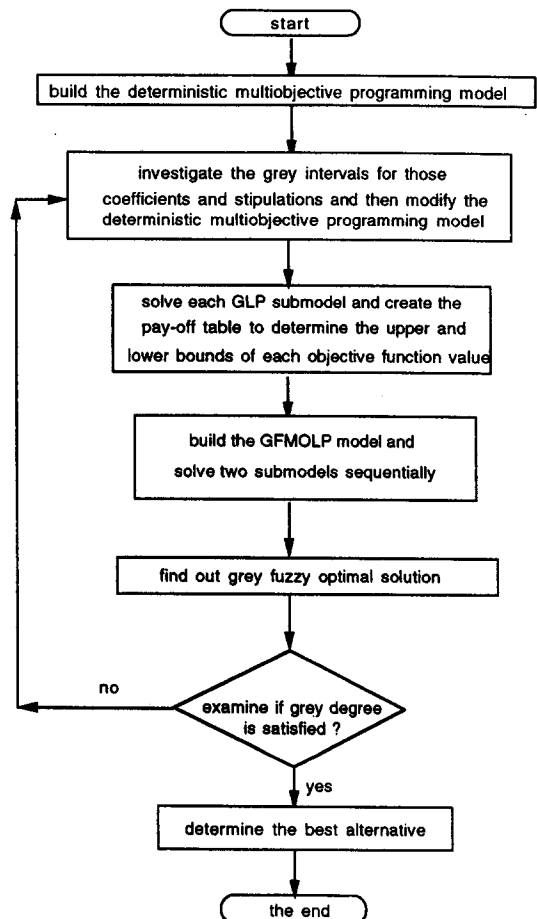 start
build the deterministic multiobjective programming model
investigate the grey intervals for those
coefficients and stipulations and then modify the
deterministic multiobjective programming model
solve each GLP submodel and create the
pay-off table to determine the upper and
lower bounds of each objective function value
build the GFMOLP model and
solve two submodels sequentially
find out grey fuzzy optimal solution
no
examine if grey degree
is satisfied ?
yes
determine the best alternative
the end